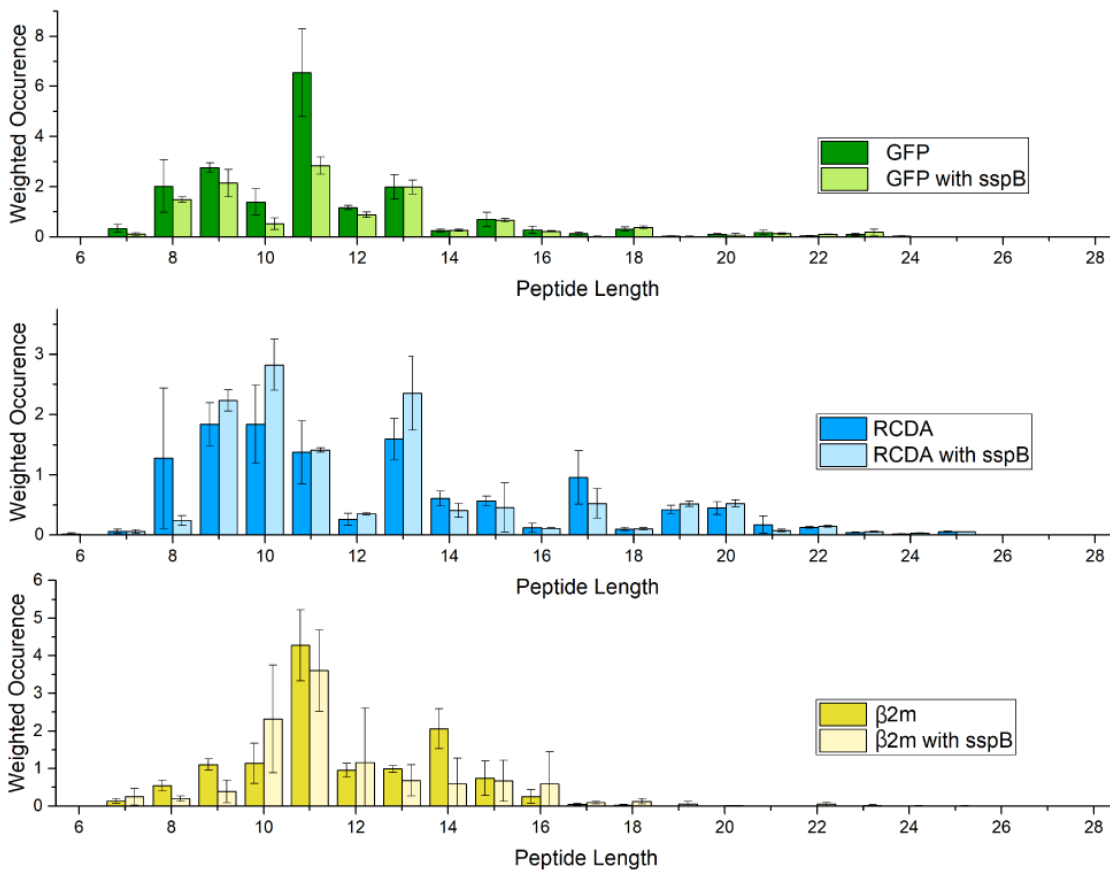 Weighted Occurence
8
6
4
2
0
GFP
GFP with sspB
6 8 10 12 14 16 18 20 22 24 26 28
Peptide Length
Weighted Occurence
3
2
1
0
RCDA
RCDA with sspB
6 8 10 12 14 16 18 20 22 24 26 28
Peptide Length
Weighted Occurence
6
5
4
3
2
1
0
β2m
β2m with sspB
6 8 10 12 14 16 18 20 22 24 26 28
Peptide Length